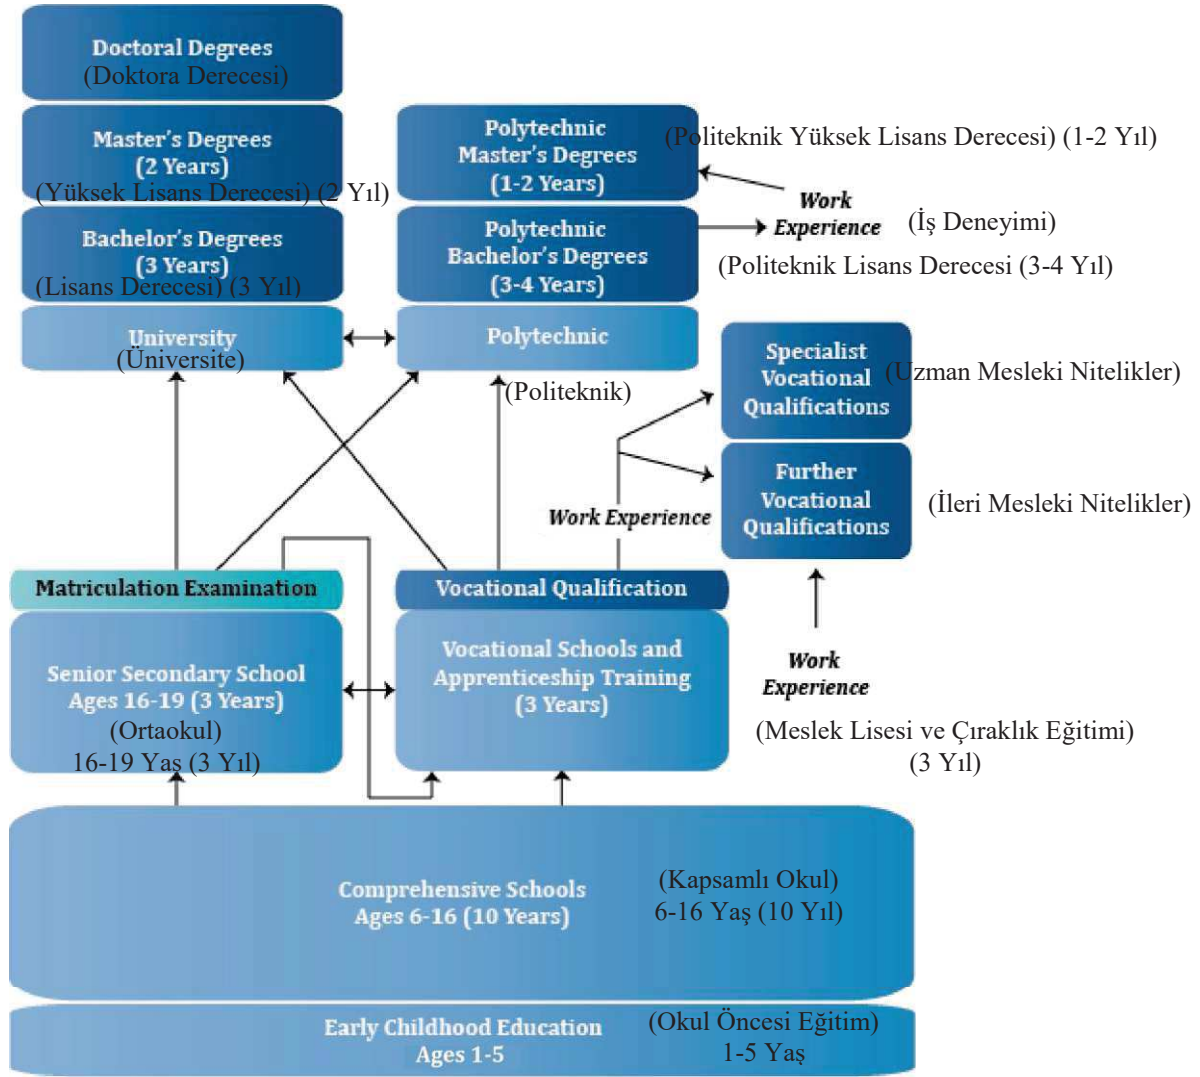 Doctoral Degrees
(Doktora Derecesi)
Master's Degrees
(2 Years)
(Yüksek Lisans Derecesi) (2 Yıl)
Bachelor's Degrees
(3 Years)
(Lisans Derecesi) (3 Yıl)
University
(Üniversite)
Polytechnic
Master's Degrees
(1-2 Years)
(Politeknik Yüksek Lisans Derecesi) (1-2 Yıl)
Work
Experience
(İş Deneyimi)
Polytechnic
Bachelor's Degrees
(3-4 Years)
(Politeknik Lisans Derecesi (3-4 Yıl)
Polytechnic
(Politeknik)
Specialist
Vocational
Qualifications
(Uzman Mesleki Nitelikler)
Further
Vocational
Qualifications
(İleri Mesleki Nitelikler)
Work Experience
Matriculation Examination
Vocational Qualification
Senior Secondary School
Ages 16-19 (3 Years)
(Ortaokul)
16-19 Yaş (3 Yıl)
Vocational Schools and
Apprenticeship Training
(3 Years)
Work
Experience
(Meslek Lisesi ve Çıraklık Eğitimi)
(3 Yıl)
Comprehensive Schools
Ages 6-16 (10 Years)
(Kapsamlı Okul)
6-16 Yaş (10 Yıl)
Early Childhood Education
Ages 1-5
(Okul Öncesi Eğitim)
1-5 Yaş